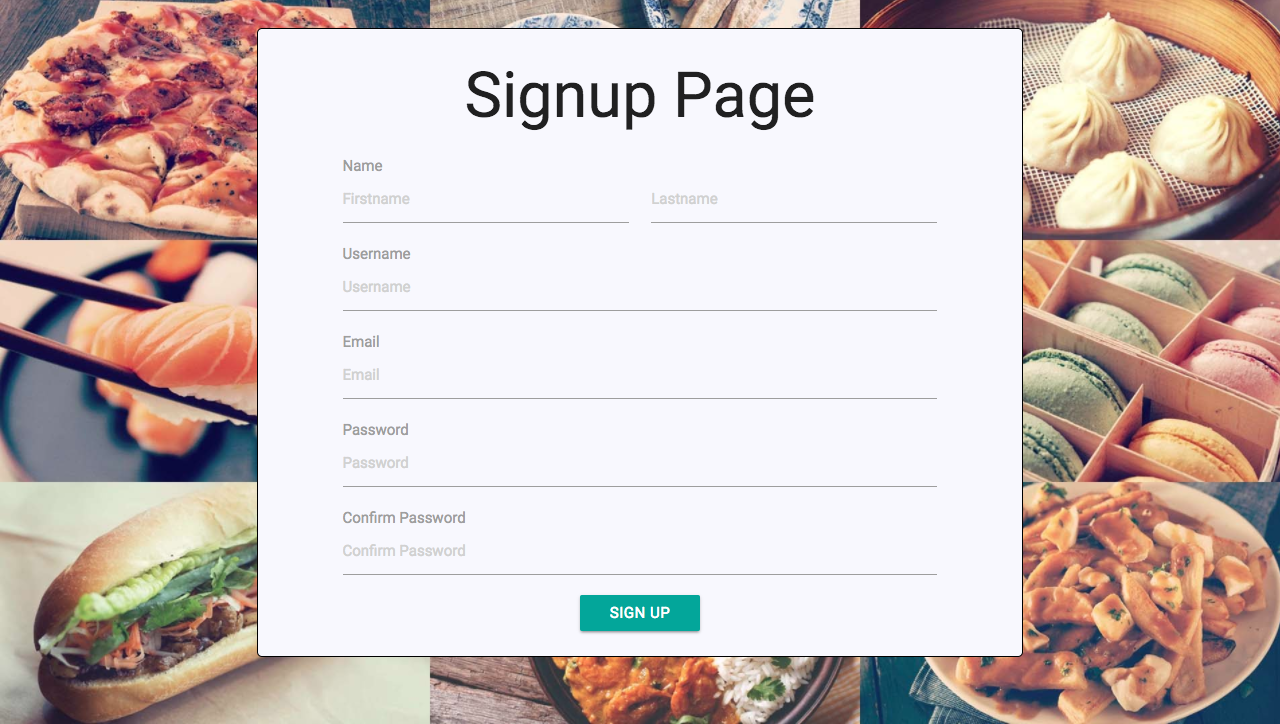 Signup Page
Name
Firstname Lastname
Username
Username
Email
Email
Password
Password
Confirm Password
Confirm Password
SIGN UP